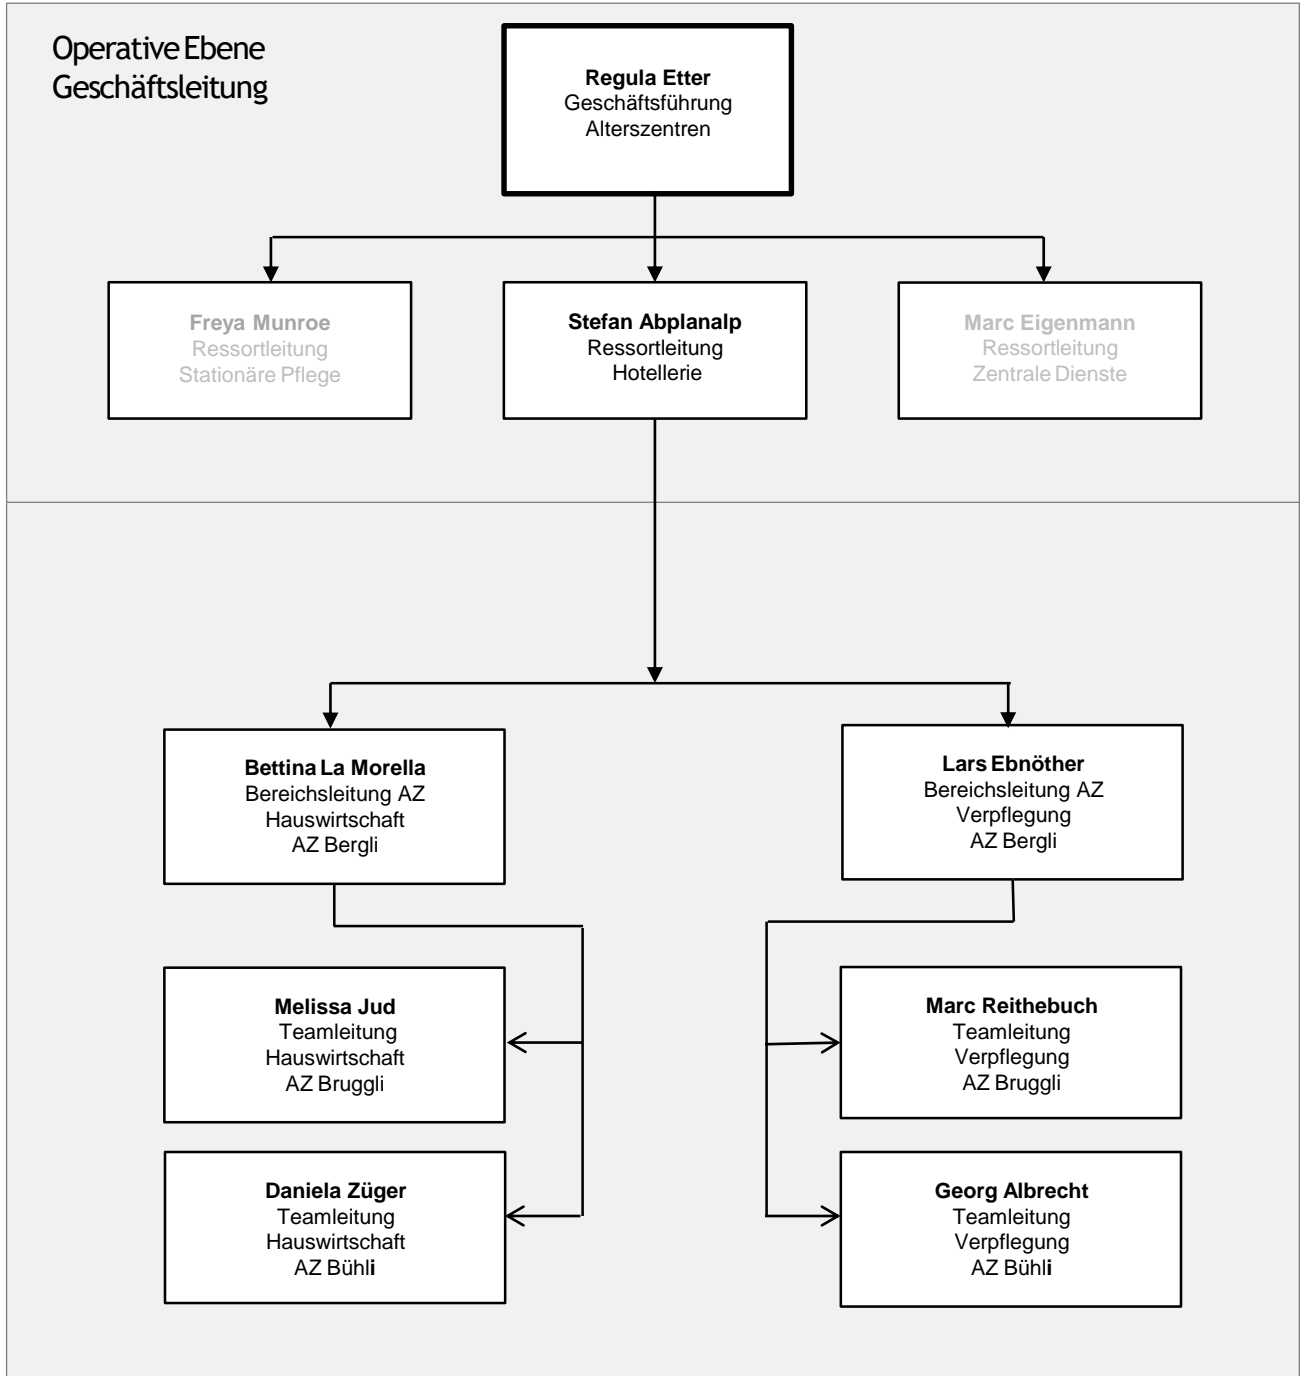 Operative Ebene
Geschäftsleitung
Regula Etter
Geschäftsführung
Alterszentren
Freya Munroe
Ressortleitung
Stationäre Pflege
Stefan Abplanalp
Ressortleitung
Hotellerie
Marc Eigenmann
Ressortleitung
Zentrale Dienste
Bettina La Morella
Bereichsleitung AZ
Hauswirtschaft
AZ Bergli
Lars Ebnöther
Bereichsleitung AZ
Verpflegung
AZ Bergli
Melissa Jud
Teamleitung
Hauswirtschaft
AZ Bruggli
Marc Reithebuch
Teamleitung
Verpflegung
AZ Bruggli
Daniela Züger
Teamleitung
Hauswirtschaft
AZ Bühli
Georg Albrecht
Teamleitung
Verpflegung
AZ Bühli